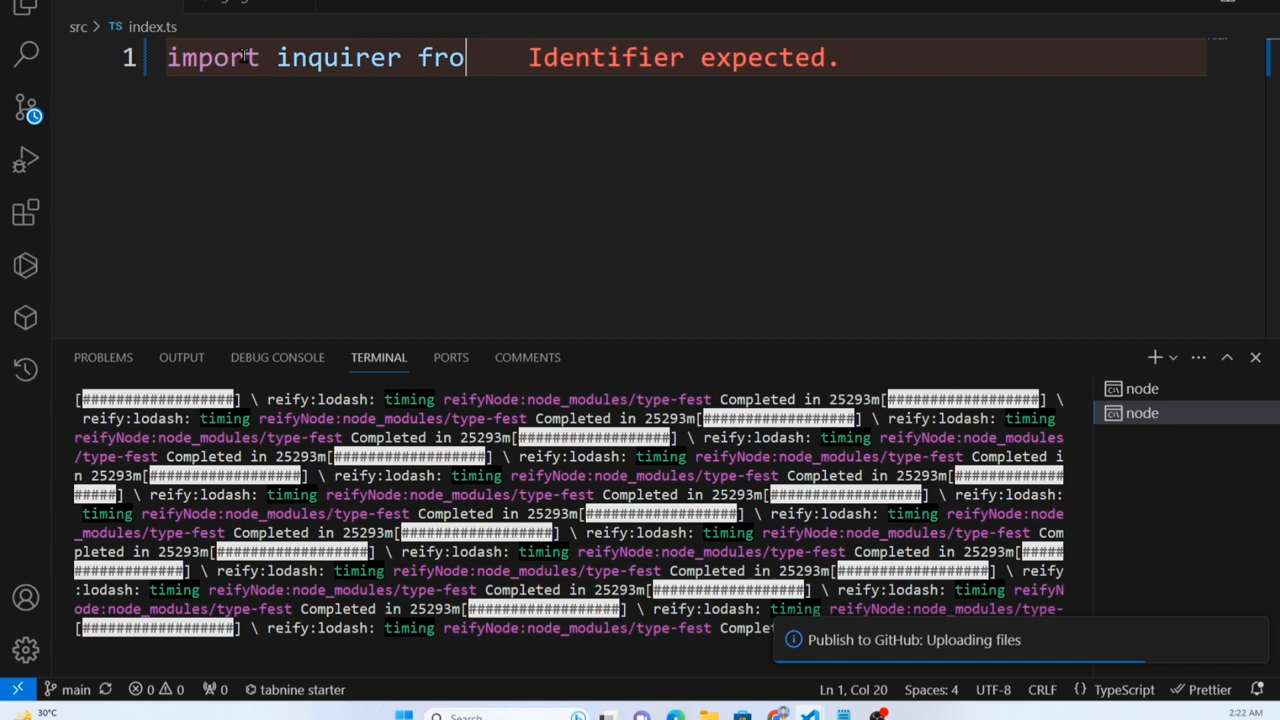 src > TS index.ts
1 import inquirer fro Identifier expected.
PROBLEMS OUTPUT DEBUG CONSOLE TERMINAL PORTS COMMENTS
node
node
[##################] \ reify:lodash: timing reifyNode:node_modules/type-fest Completed in 25293m[##################] \
reify:lodash: timing reifyNode:node_modules/type-fest Completed in 25293m[##################] \ reify:lodash: timing
reifyNode:node_modules/type-fest Completed in 25293m[##################] \ reify:lodash: timing reifyNode:node_modules
/type-fest Completed in 25293m[##################] \ reify:lodash: timing reifyNode:node_modules/type-fest Completed i
n 25293m[##################] \ reify:lodash: timing reifyNode:node_modules/type-fest Completed in 25293m[#############
#####] \ reify:lodash: timing reifyNode:node_modules/type-fest Completed in 25293m[##################] \ reify:lodash:
timing reifyNode:node_modules/type-fest Completed in 25293m[##################] \ reify:lodash: timing reifyNode:node
_modules/type-fest Completed in 25293m[##################] \ reify:lodash: timing reifyNode:node_modules/type-fest Com
pleted in 25293m[##################] \ reify:lodash: timing reifyNode:node_modules/type-fest Completed in 25293m[#####
#############] \ reify:lodash: timing reifyNode:node_modules/type-fest Completed in 25293m[##################] \ reify
:lodash: timing reifyNode:node_modules/type-fest Completed in 25293m[##################] \ reify:lodash: timing reifyN
ode:node_modules/type-fest Completed in 25293m[##################] \ reify:lodash: timing reifyNode:node_modules/type-
[##################] \ reify:lodash: timing reifyNode:node_modules/type-fest Complet
Publish to GitHub: Uploading files
main 0 0 0 tabnine starter Ln 1, Col 20 Spaces: 4 UTF-8 CRLF {} TypeScript Prettier
30°C Search 2:22 AM